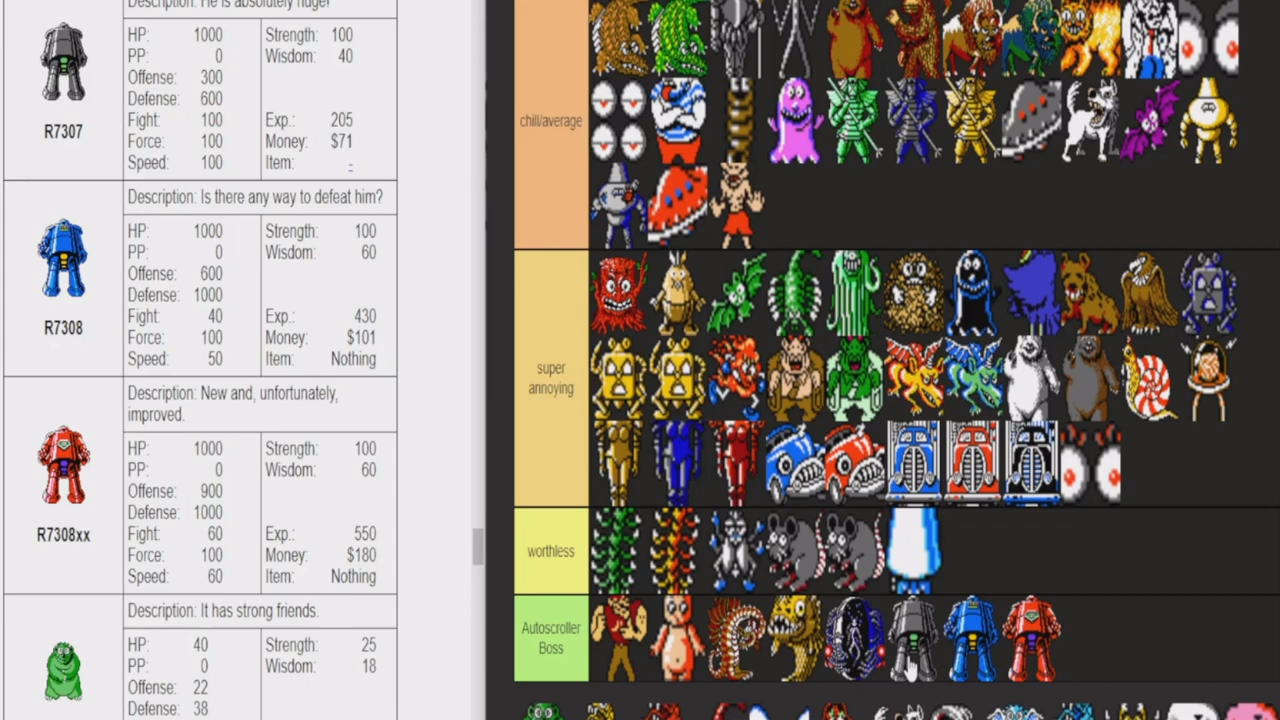 Description: He is absolutely huge!
HP: 1000 Strength: 100
PP: 0 Wisdom: 40
Offense: 300
Defense: 600
Fight: 100 Exp.: 205
Force: 100 Money: $71
Speed: 100 Item: -
R7307
Description: Is there any way to defeat him?
HP: 1000 Strength: 100
PP: 0 Wisdom: 60
Offense: 600
Defense: 1000
Fight: 40 Exp.: 430
Force: 100 Money: $101
Speed: 50 Item: Nothing
R7308
Description: New and, unfortunately,
improved.
HP: 1000 Strength: 100
PP: 0 Wisdom: 60
Offense: 900
Defense: 1000
Fight: 60 Exp.: 550
Force: 100 Money: $180
Speed: 60 Item: Nothing
R7308xx
Description: It has strong friends.
HP: 40 Strength: 25
PP: 0 Wisdom: 18
Offense: 22
Defense: 38
chill/average
super
annoying
worthless
Autoscroller
Boss